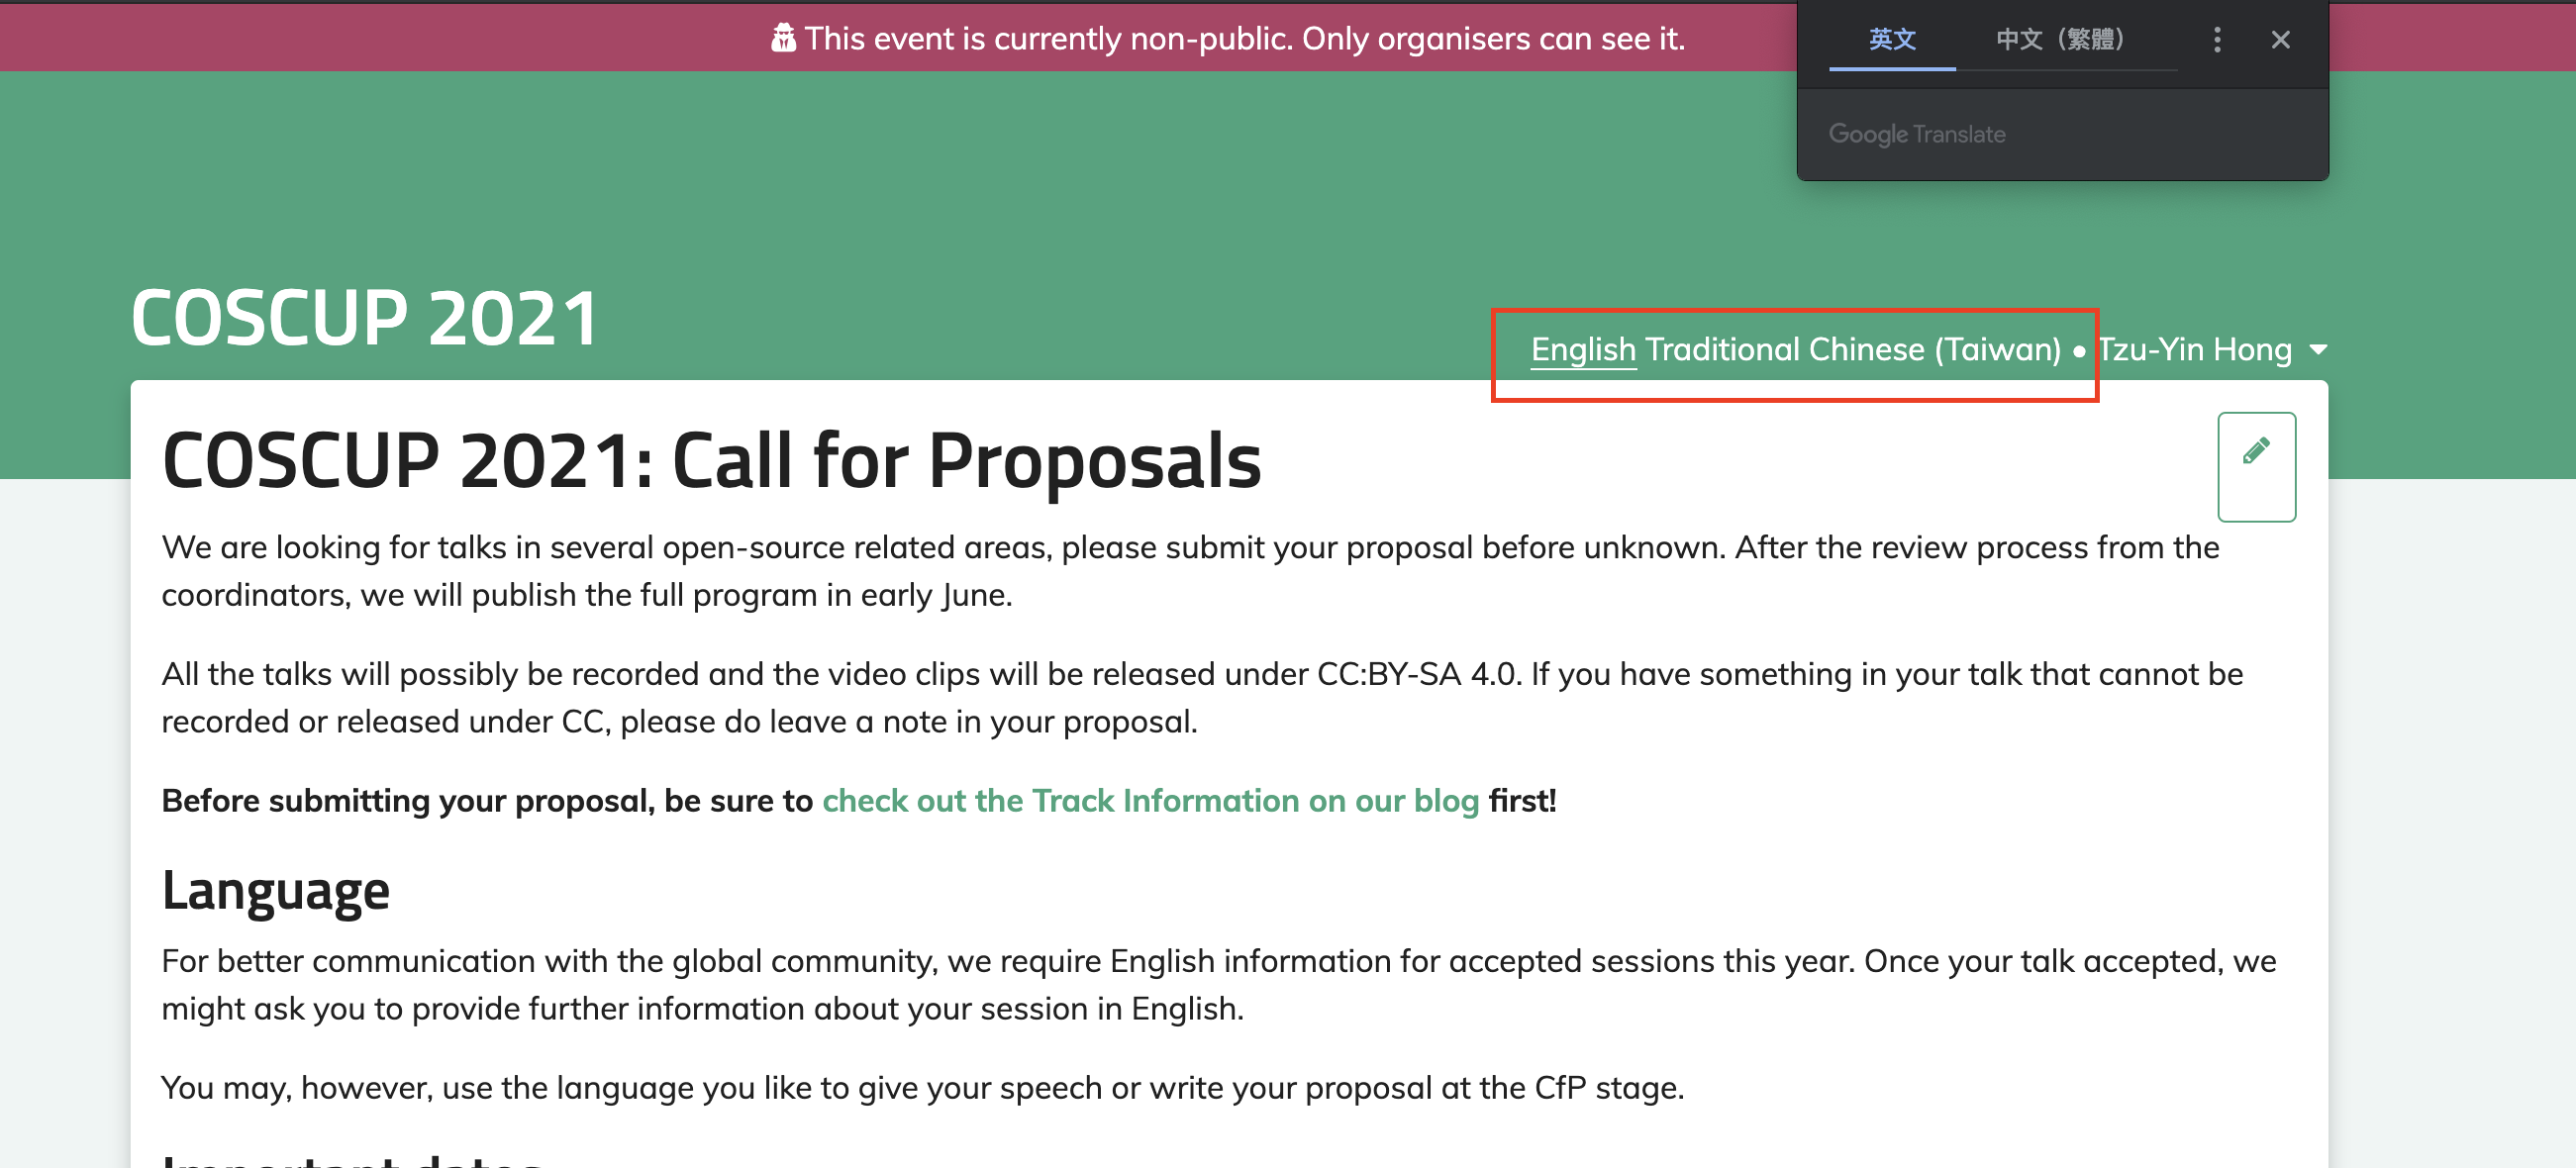 This event is currently non-public. Only organisers can see it.
英文 中文（繁體）
Google Translate
COSCUP 2021
English Traditional Chinese (Taiwan) • Tzu-Yin Hong
COSCUP 2021: Call for Proposals
We are looking for talks in several open-source related areas, please submit your proposal before unknown. After the review process from the
coordinators, we will publish the full program in early June.
All the talks will possibly be recorded and the video clips will be released under CC:BY-SA 4.0. If you have something in your talk that cannot be
recorded or released under CC, please do leave a note in your proposal.
Before submitting your proposal, be sure to check out the Track Information on our blog first!
Language
For better communication with the global community, we require English information for accepted sessions this year. Once your talk accepted, we
might ask you to provide further information about your session in English.
You may, however, use the language you like to give your speech or write your proposal at the CfP stage.
Important dates